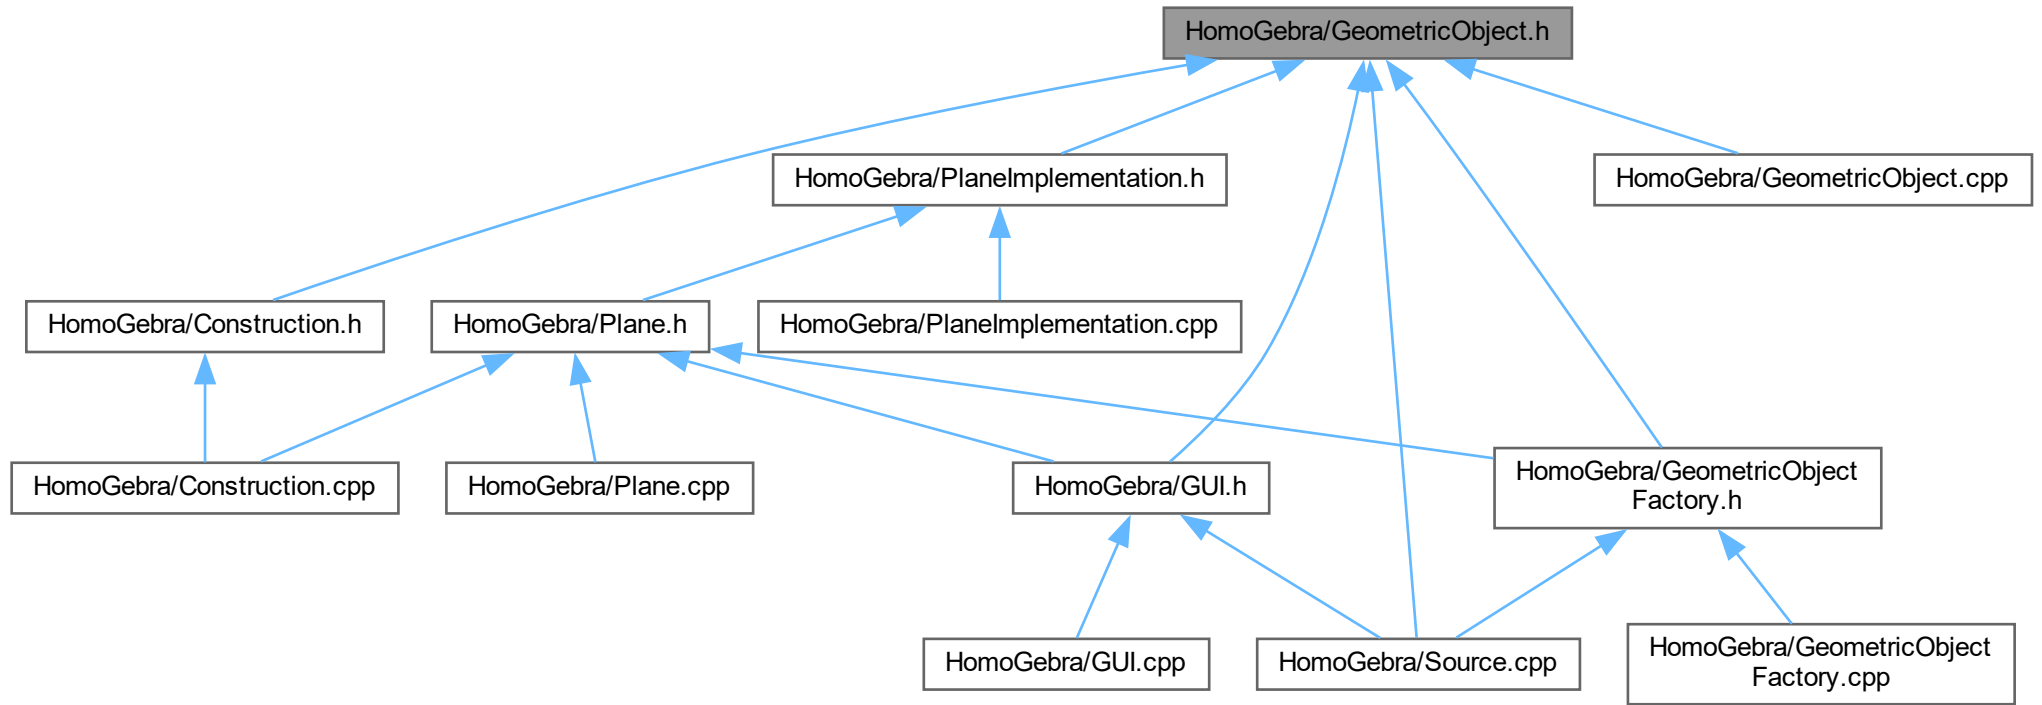 HomoGebra/GeometricObject.h
HomoGebra/PlaneImplementation.h
HomoGebra/GeometricObject.cpp
HomoGebra/Construction.h
HomoGebra/Plane.h
HomoGebra/PlaneImplementation.cpp
HomoGebra/Construction.cpp
HomoGebra/Plane.cpp
HomoGebra/GUI.h
HomoGebra/GeometricObject
Factory.h
HomoGebra/GUI.cpp
HomoGebra/Source.cpp
HomoGebra/GeometricObject
Factory.cpp